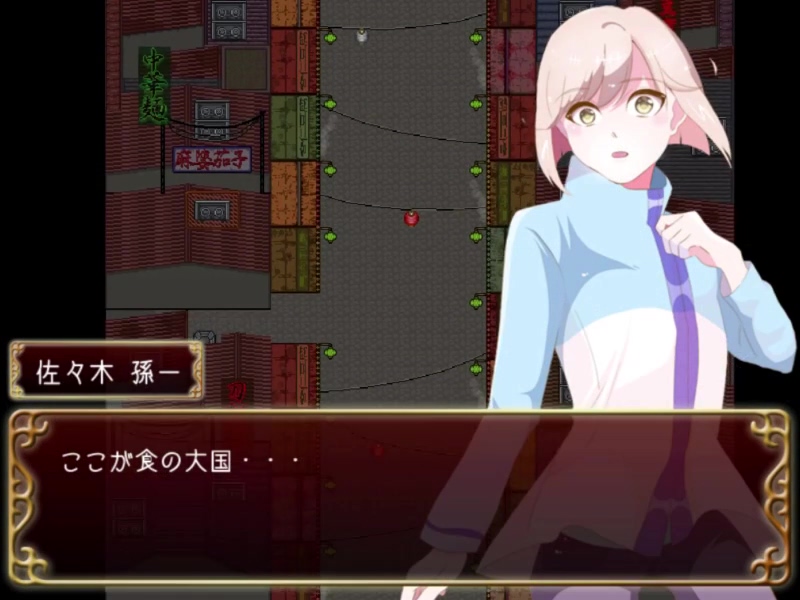 中華麺
麻婆茄子
佐々木 孫一
ここが食の大国・・・